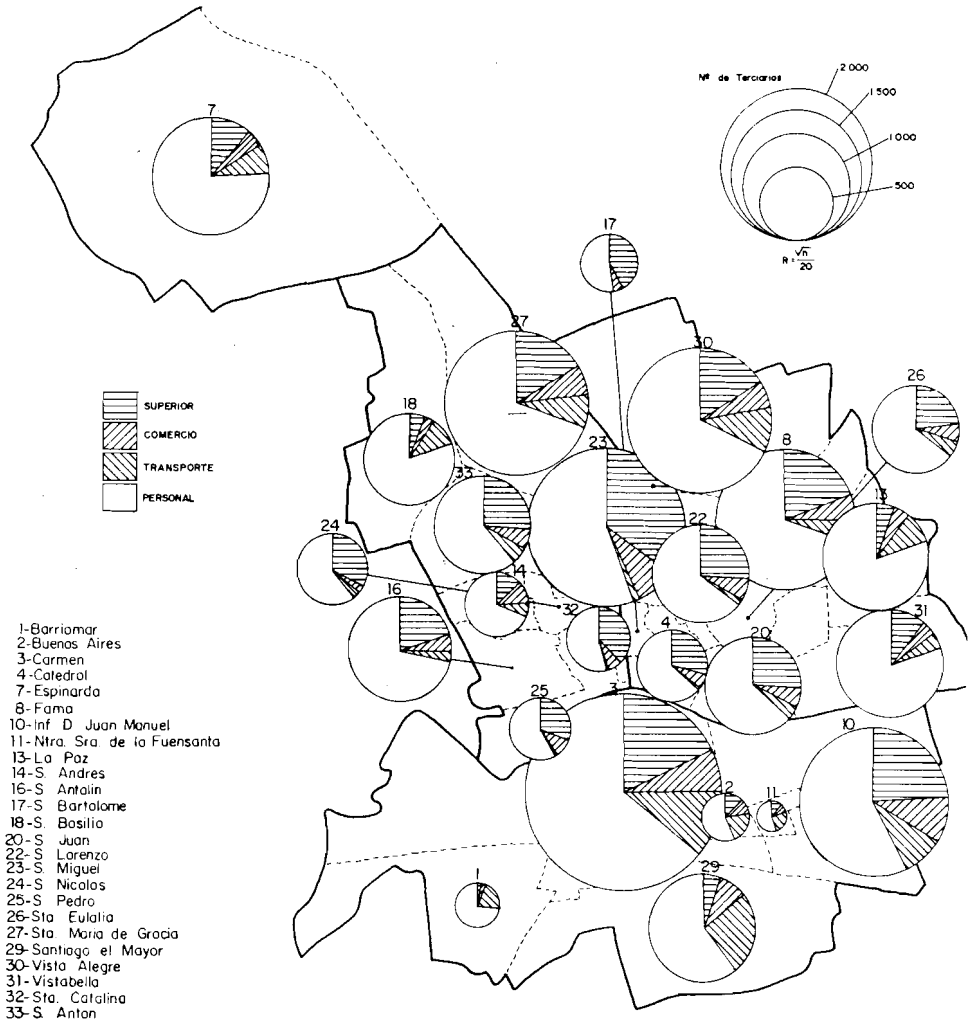 Nº de Terciarios
2 000
1 500
1 000
500
R = √n / 20
7
17
27
30
26
18
23
8
33
22
13
24
14
16
32
4
20
31
25
3
10
2
11
1
29
SUPERIOR
COMERCIO
TRANSPORTE
PERSONAL
1-Barriomar
2-Buenos Aires
3-Carmen
4-Catedrol
7-Espinarda
8-Fama
10-Inf D Juan Manuel
11-Ntra. Sra. de la Fuensanta
13-La Paz
14-S. Andres
16-S Antolin
17-S Bartolome
18-S. Basilio
20-S Juan
22-S Lorenzo
23-S. Miguel
24-S Nicolos
25-S Pedro
26-Sta Eulalia
27-Sta. Maria de Gracia
29-Santiago el Mayor
30-Vista Alegre
31-Vistabella
32-Sta. Catalina
33-S. Anton